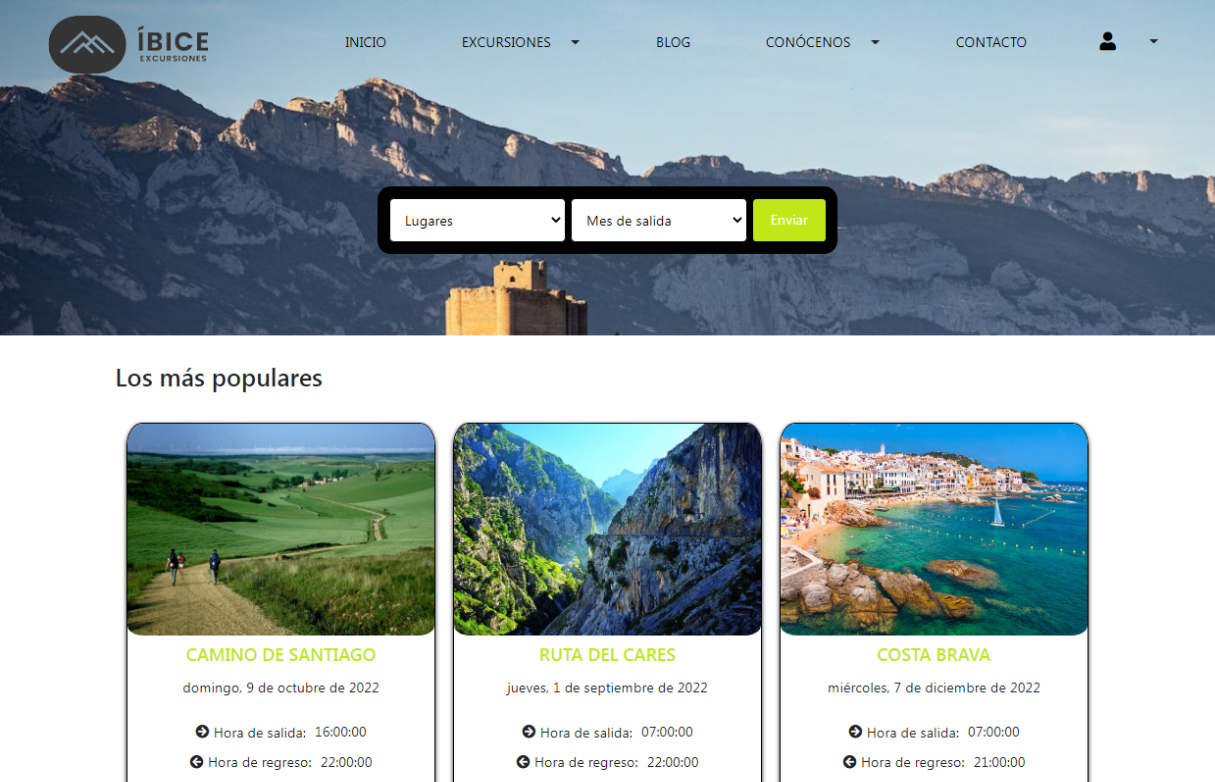 ÍBICE
EXCURSIONES
INICIO EXCURSIONES BLOG CONÓCENOS CONTACTO
Lugares Mes de salida Enviar
Los más populares
CAMINO DE SANTIAGO
domingo, 9 de octubre de 2022
Hora de salida: 16:00:00
Hora de regreso: 22:00:00
RUTA DEL CARES
jueves, 1 de septiembre de 2022
Hora de salida: 07:00:00
Hora de regreso: 22:00:00
COSTA BRAVA
miércoles, 7 de diciembre de 2022
Hora de salida: 07:00:00
Hora de regreso: 21:00:00